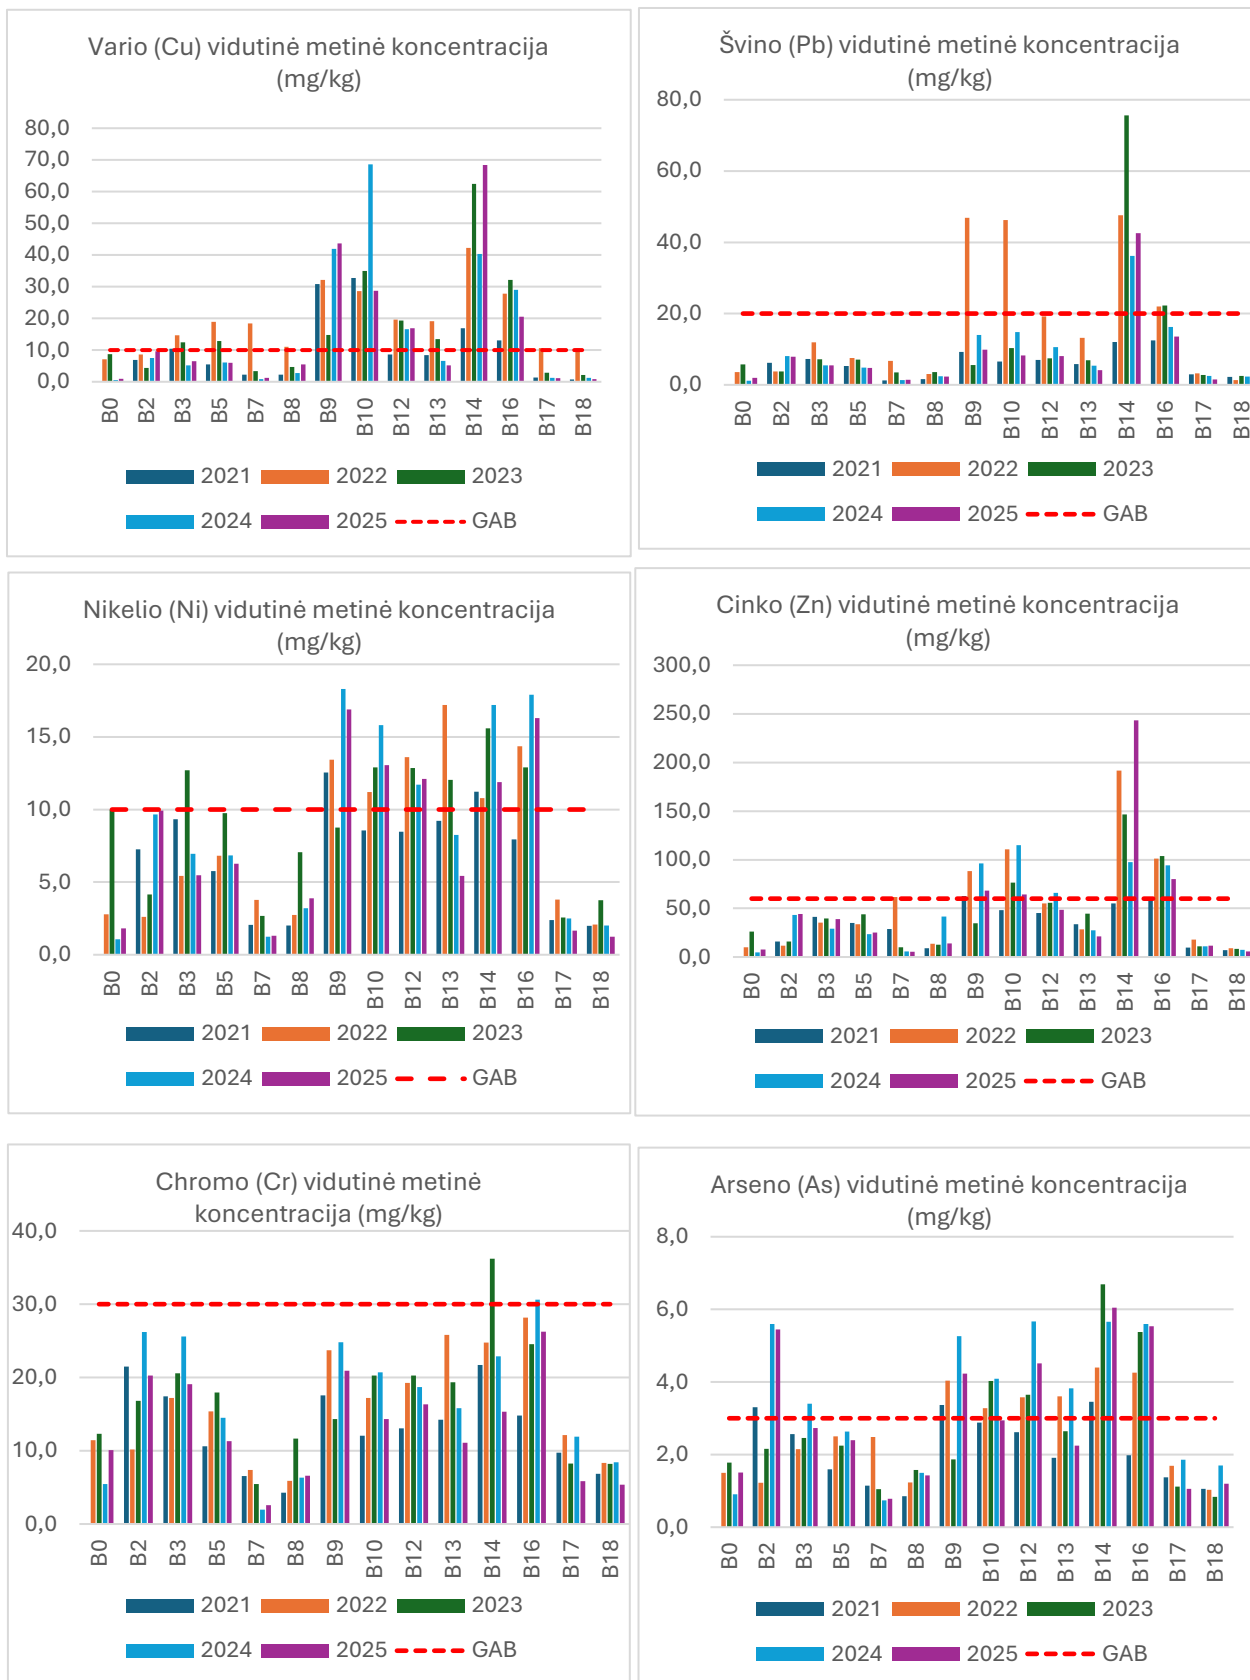 Vario (Cu) vidutinė metinė koncentracija
(mg/kg)
80,0
70,0
60,0
50,0
40,0
30,0
20,0
10,0
0,0
B0
B2
B3
B5
B7
B8
B9
B10
B12
B13
B14
B16
B17
B18
2021 2022 2023
2024 2025 GAB
Švino (Pb) vidutinė metinė koncentracija
(mg/kg)
80,0
60,0
40,0
20,0
0,0
B0
B2
B3
B5
B7
B8
B9
B10
B12
B13
B14
B16
B17
B18
2021 2022 2023
2024 2025 GAB
Nikelio (Ni) vidutinė metinė koncentracija
(mg/kg)
20,0
15,0
10,0
5,0
0,0
B0
B2
B3
B5
B7
B8
B9
B10
B12
B13
B14
B16
B17
B18
2021 2022 2023
2024 2025 GAB
Cinko (Zn) vidutinė metinė koncentracija
(mg/kg)
300,0
250,0
200,0
150,0
100,0
50,0
0,0
B0
B2
B3
B5
B7
B8
B9
B10
B12
B13
B14
B16
B17
B18
2021 2022 2023
2024 2025 GAB
Chromo (Cr) vidutinė metinė
koncentracija (mg/kg)
40,0
30,0
20,0
10,0
0,0
B0
B2
B3
B5
B7
B8
B9
B10
B12
B13
B14
B16
B17
B18
2021 2022 2023
2024 2025 GAB
Arseno (As) vidutinė metinė koncentracija
(mg/kg)
8,0
6,0
4,0
2,0
0,0
B0
B2
B3
B5
B7
B8
B9
B10
B12
B13
B14
B16
B17
B18
2021 2022 2023
2024 2025 GAB